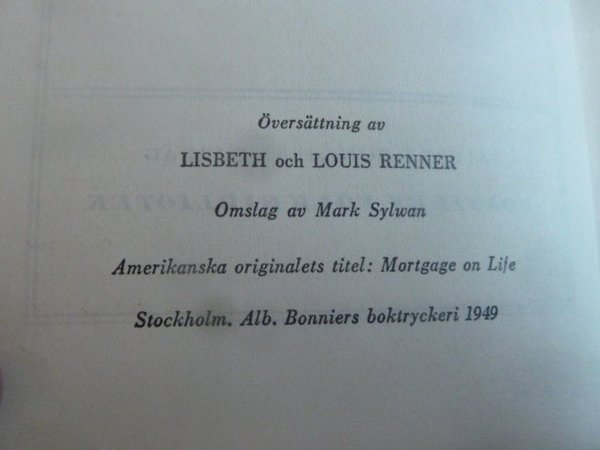 Översättning av
LISBETH och LOUIS RENNER
Omslag av Mark Sylwan
Amerikanska originalets titel: Mortgage on Life
Stockholm. Alb. Bonniers boktryckeri 1949